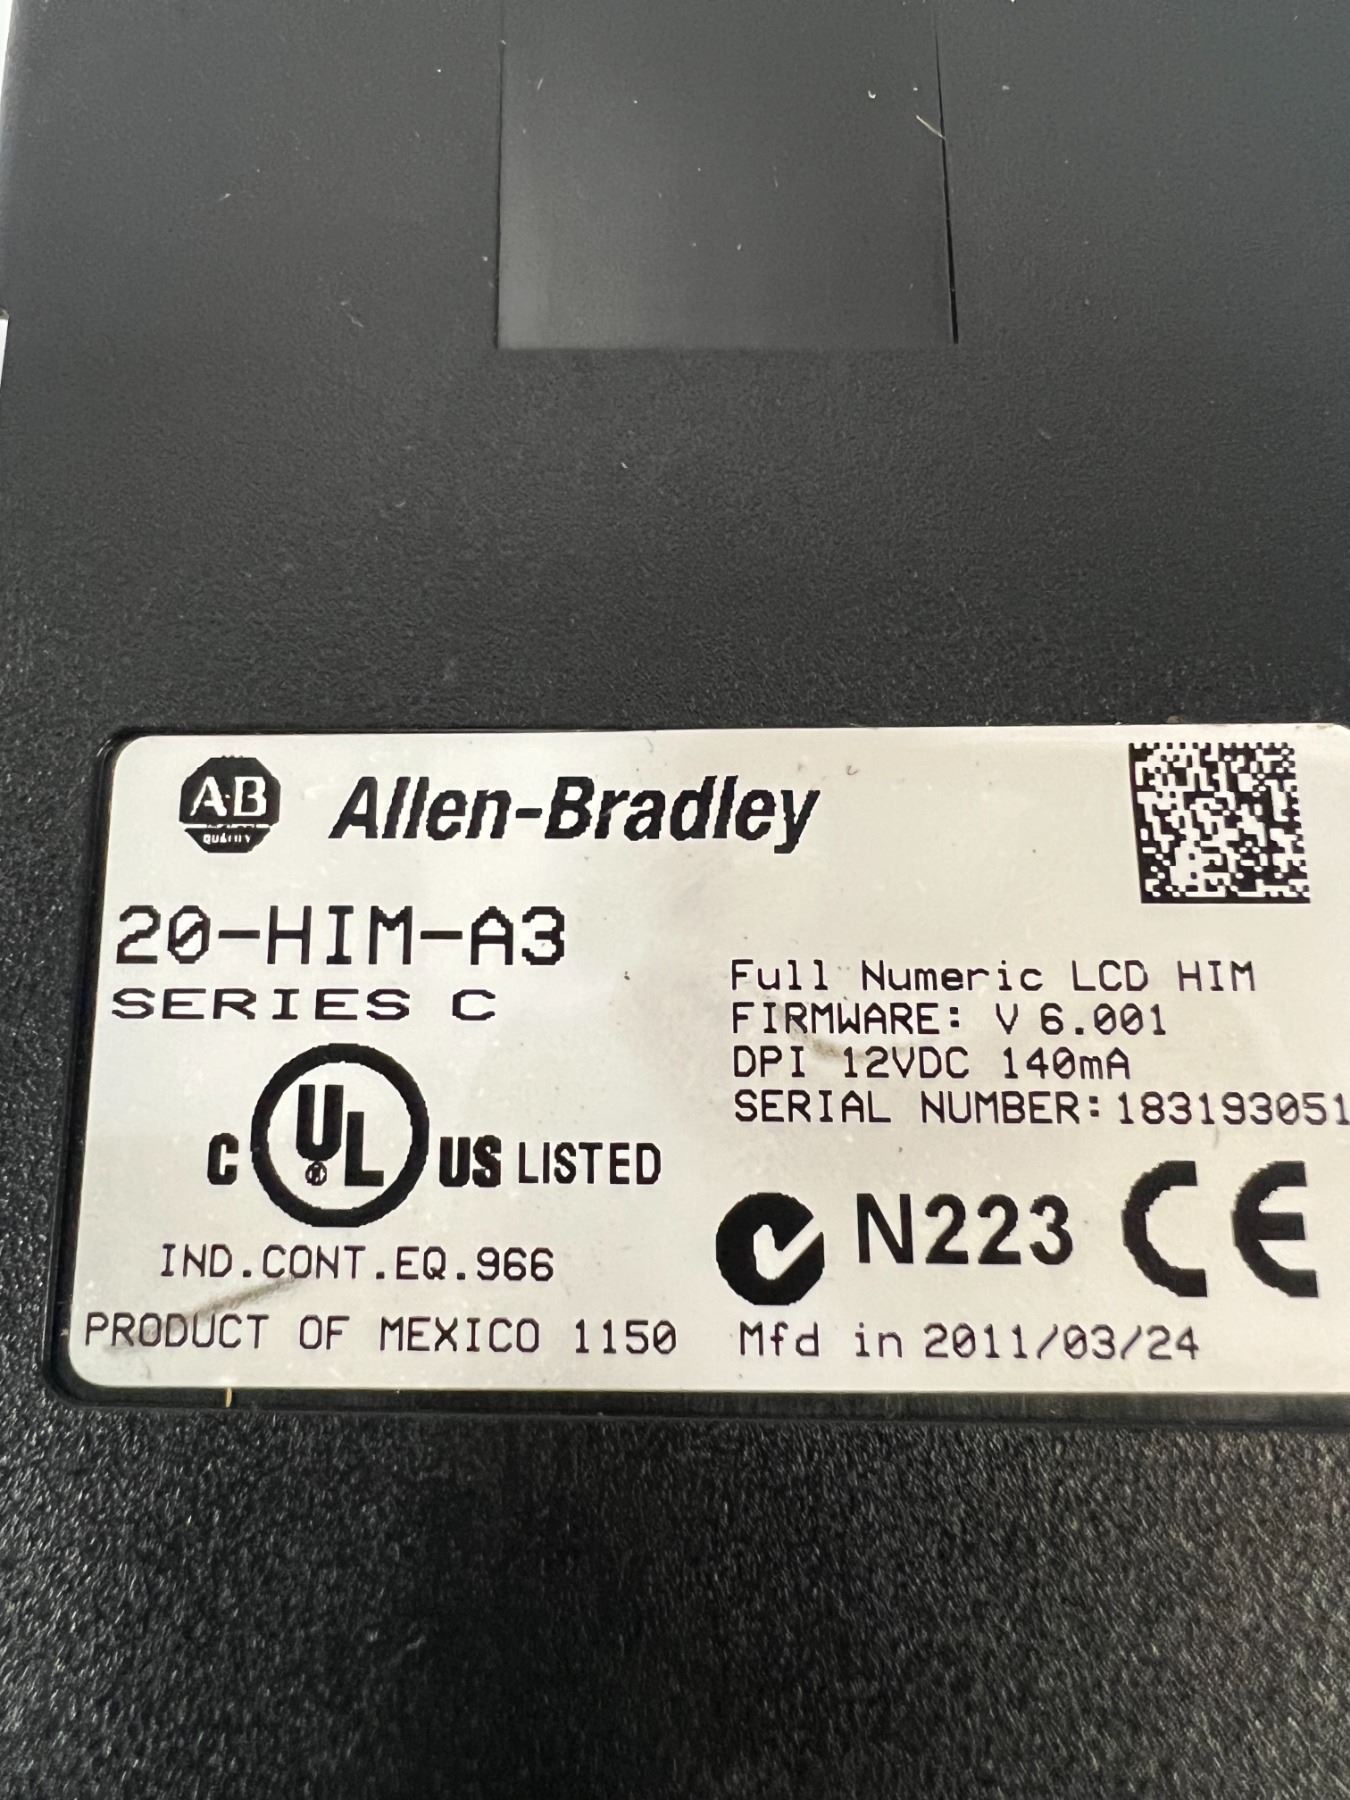 A·B
QUALITY
Allen-Bradley
20-HIM-A3
SERIES C
Full Numeric LCD HIM
FIRMWARE: V 6.001
DPI 12VDC 140mA
SERIAL NUMBER:183193051
C UL ® US LISTED
IND.CONT.EQ.966
N223 CE
PRODUCT OF MEXICO 1150
Mfd in 2011/03/24